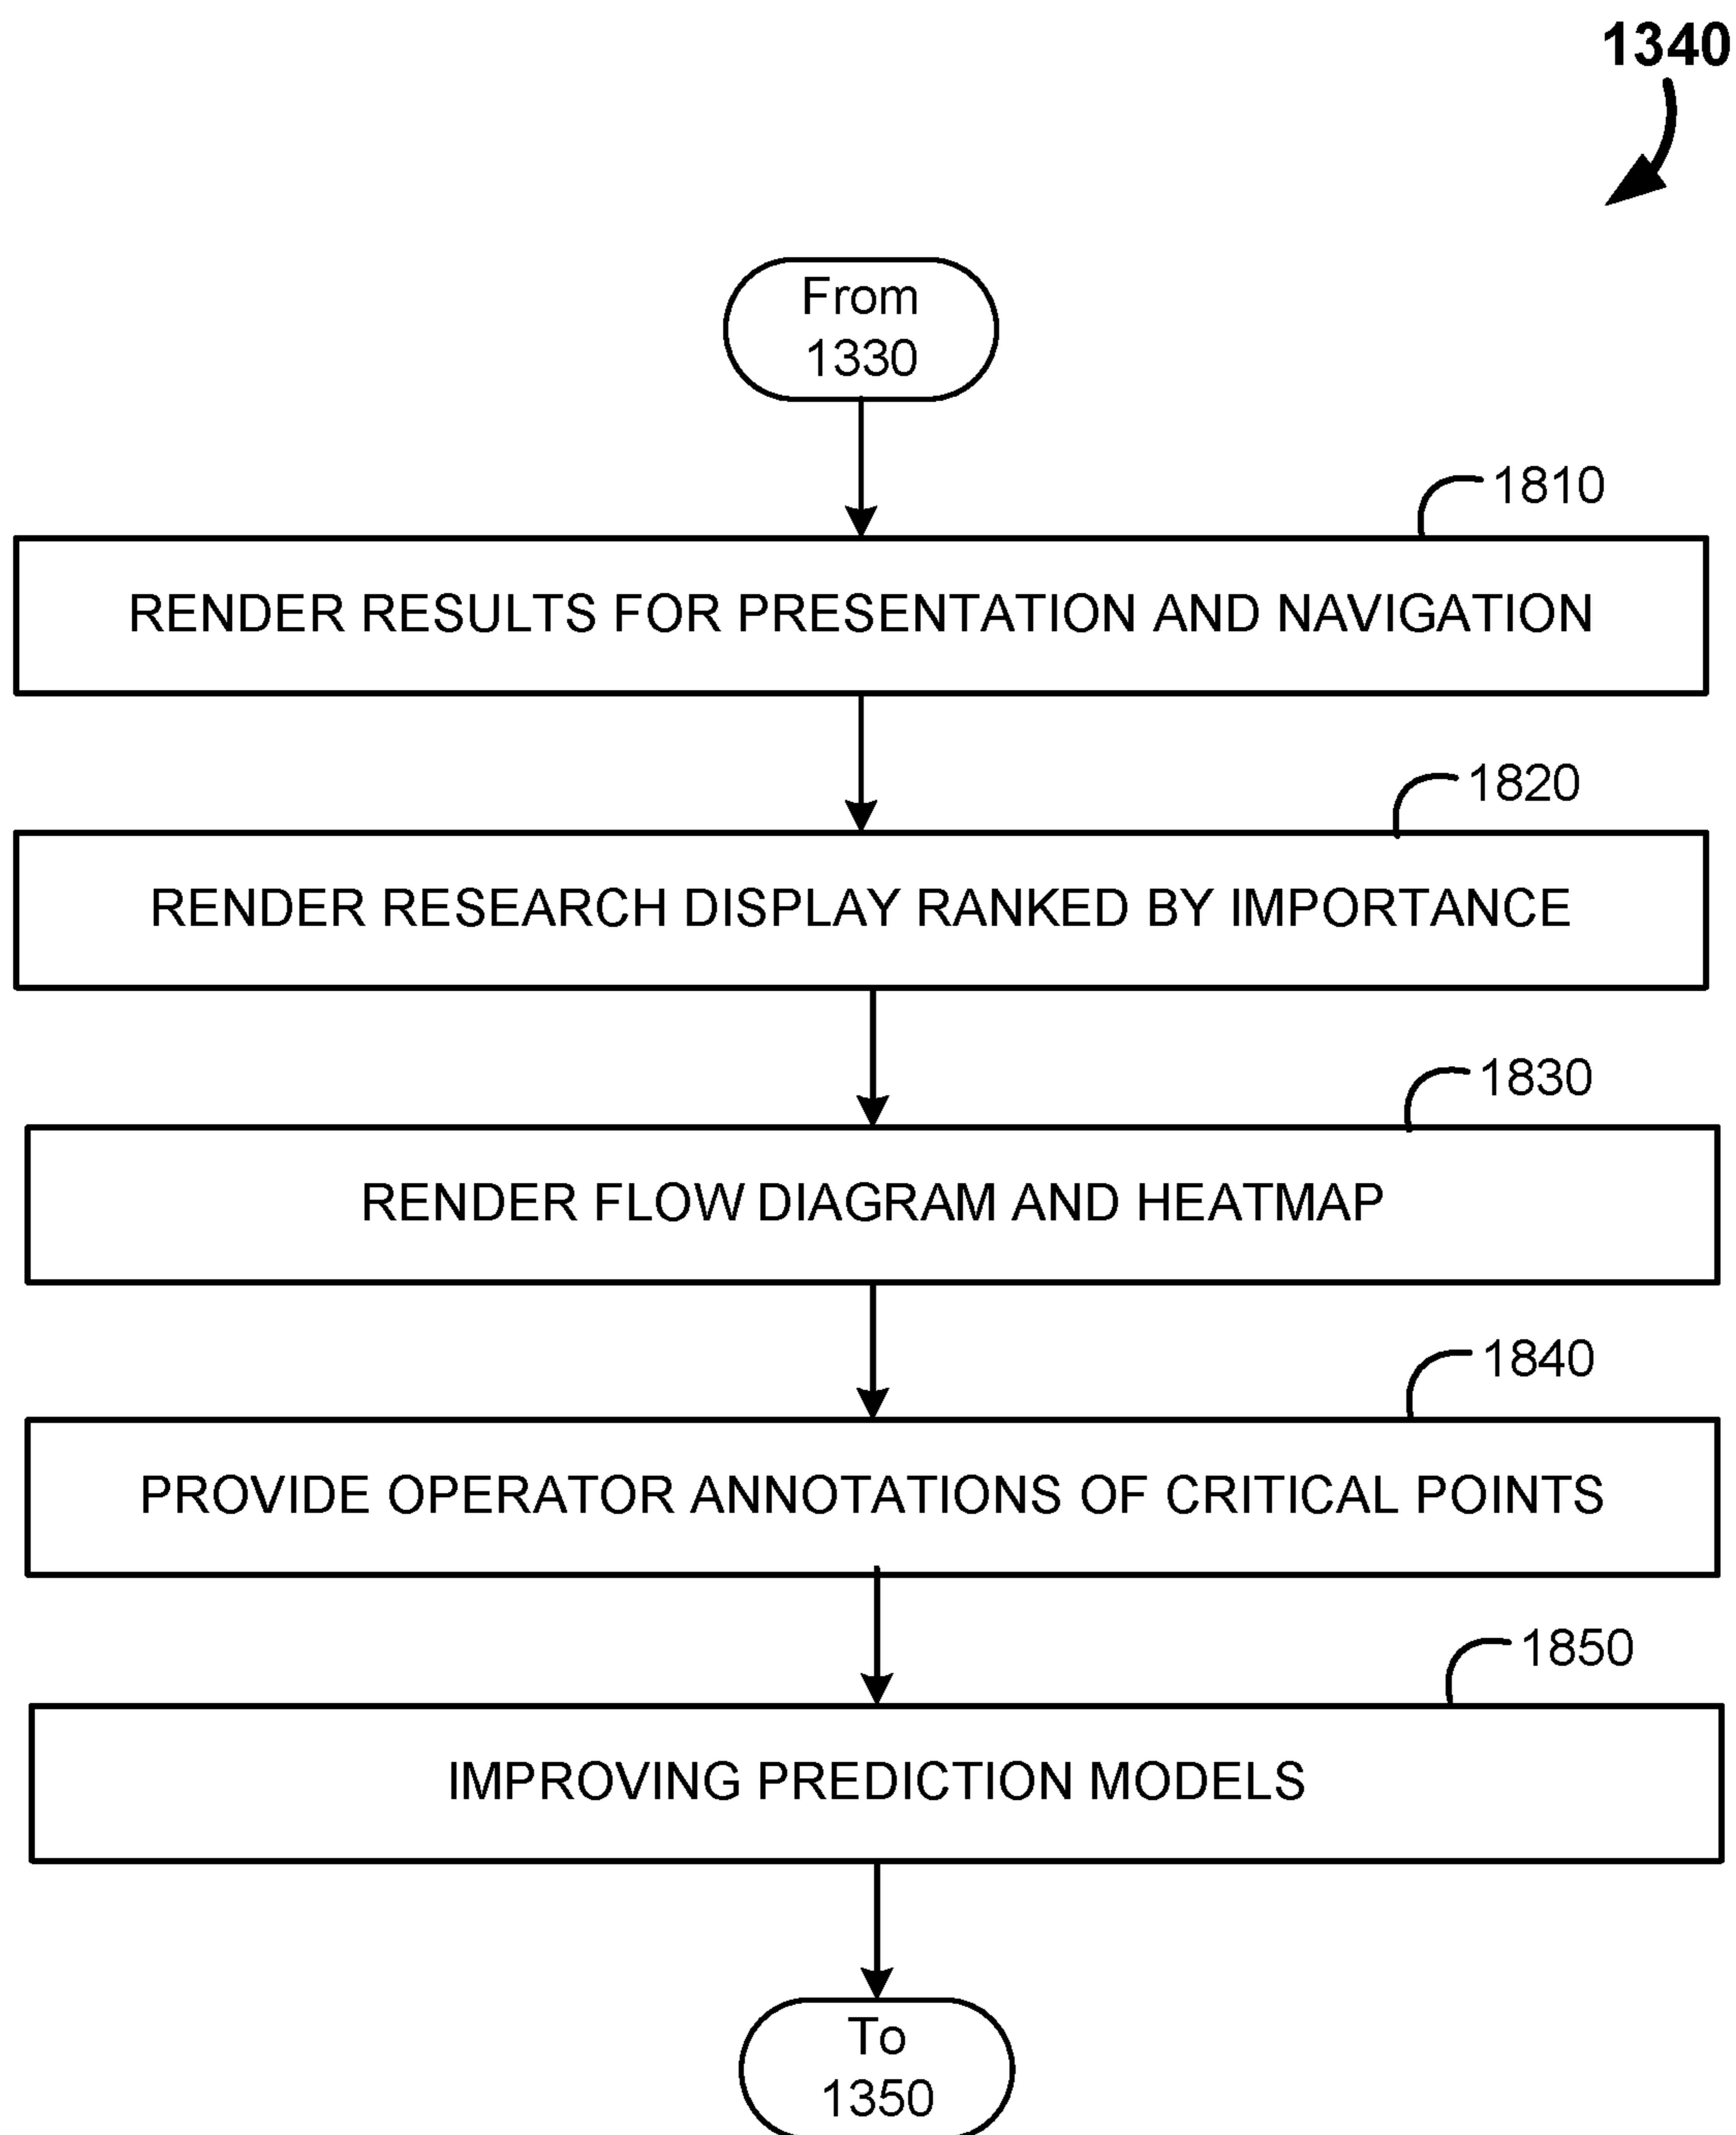 1340
From
1330
1810
RENDER RESULTS FOR PRESENTATION AND NAVIGATION
1820
RENDER RESEARCH DISPLAY RANKED BY IMPORTANCE
1830
RENDER FLOW DIAGRAM AND HEATMAP
1840
PROVIDE OPERATOR ANNOTATIONS OF CRITICAL POINTS
1850
IMPROVING PREDICTION MODELS
To
1350